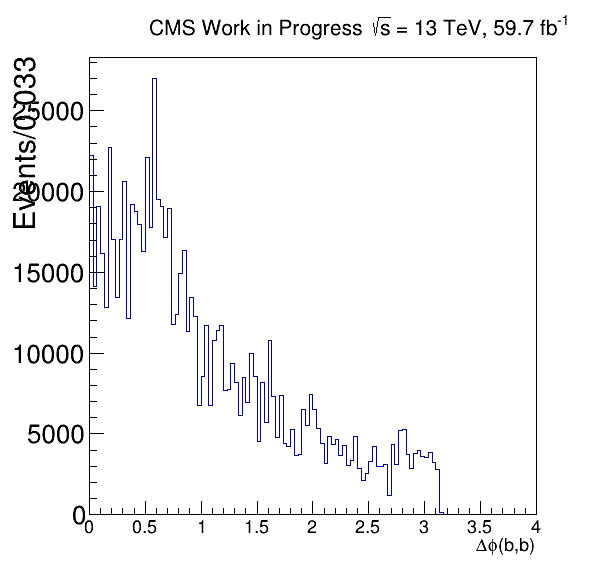 CMS Work in Progress √s = 13 TeV, 59.7 fb⁻¹
Events/0.033
25000
20000
15000
10000
5000
0
0 0.5 1 1.5 2 2.5 3 3.5 4
Δϕ(b,b)